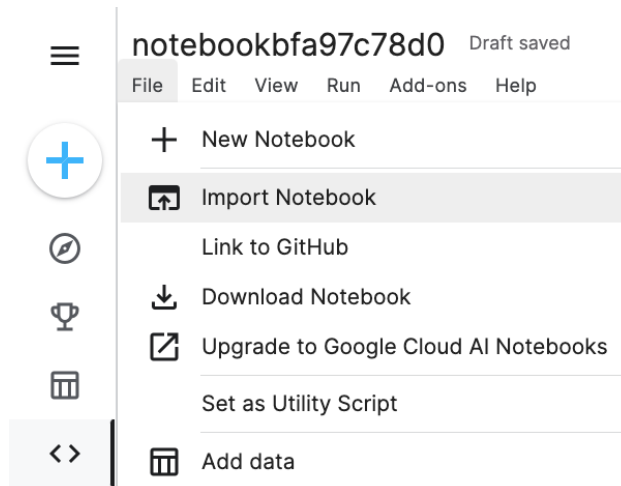 notebookbfa97c78d0 Draft saved
File Edit View Run Add-ons Help
New Notebook
Import Notebook
Link to GitHub
Download Notebook
Upgrade to Google Cloud AI Notebooks
Set as Utility Script
Add data